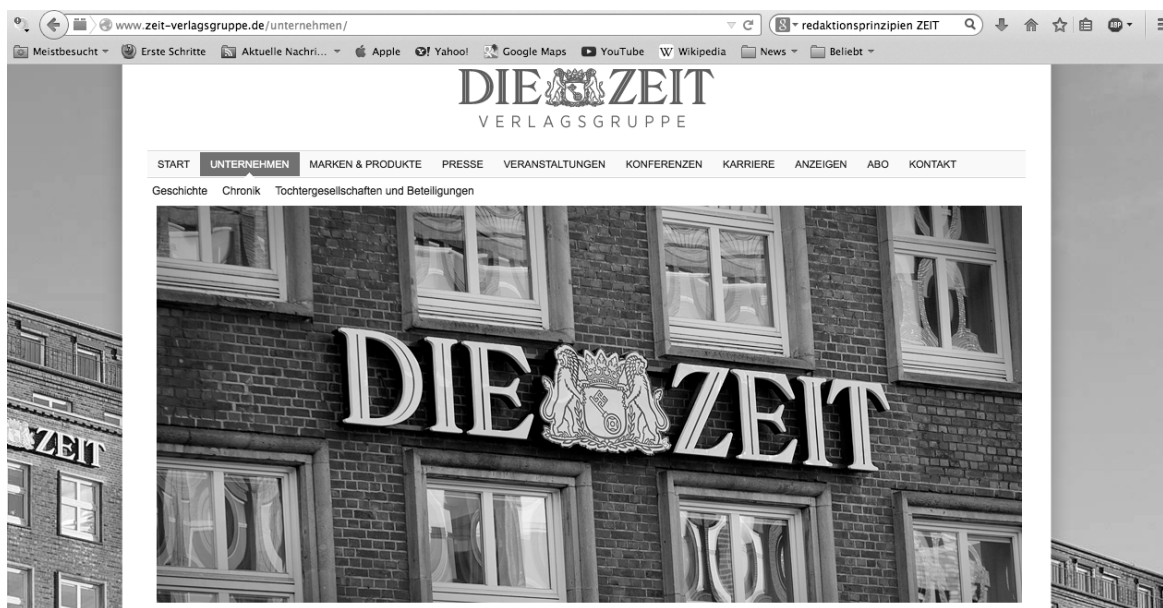 www.zeit-verlagsgruppe.de/unternehmen/ redaktionsprinzipien ZEIT ABP
Meistbesucht Erste Schritte Aktuelle Nachri... Apple Yahoo! Google Maps YouTube Wikipedia News Beliebt
DIE ZEIT
VERLAGSGRUPPE
START UNTERNEHMEN MARKEN & PRODUKTE PRESSE VERANSTALTUNGEN KONFERENZEN KARRIERE ANZEIGEN ABO KONTAKT
Geschichte Chronik Tochtergesellschaften und Beteiligungen
DIE ZEIT
ZEIT